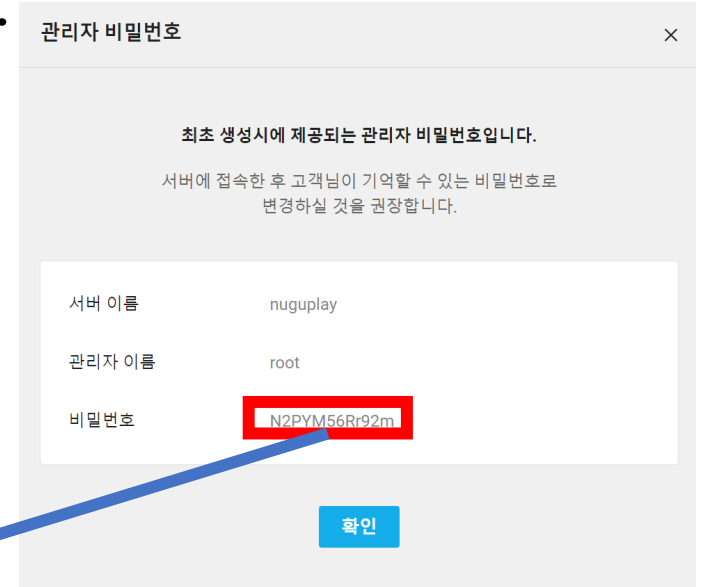 관리자 비밀번호
최초 생성시에 제공되는 관리자 비밀번호입니다.
서버에 접속한 후 고객님이 기억할 수 있는 비밀번호로
변경하실 것을 권장합니다.
서버 이름 nuguplay
관리자 이름 root
비밀번호 N2PYM56Rr92m
확인